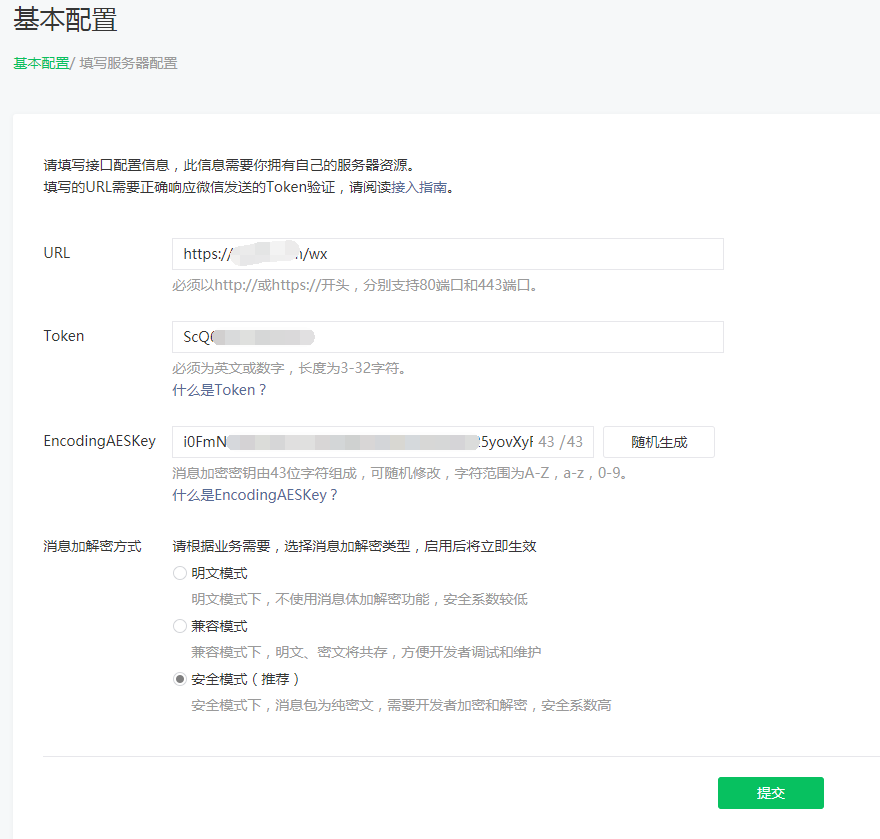 基本配置
基本配置/ 填写服务器配置
请填写接口配置信息，此信息需要你拥有自己的服务器资源。
填写的URL需要正确响应微信发送的Token验证，请阅读接入指南。
URL
https:// /wx
必须以http://或https://开头，分别支持80端口和443端口。
Token
ScQ
必须为英文或数字，长度为3-32字符。
什么是Token？
EncodingAESKey
i0FmN 5yovXyF 43 /43
随机生成
消息加密密钥由43位字符组成，可随机修改，字符范围为A-Z，a-z，0-9。
什么是EncodingAESKey？
消息加解密方式
请根据业务需要，选择消息加解密类型，启用后将立即生效
明文模式
明文模式下，不使用消息体加解密功能，安全系数较低
兼容模式
兼容模式下，明文、密文将共存，方便开发者调试和维护
安全模式（推荐）
安全模式下，消息包为纯密文，需要开发者加密和解密，安全系数高
提交